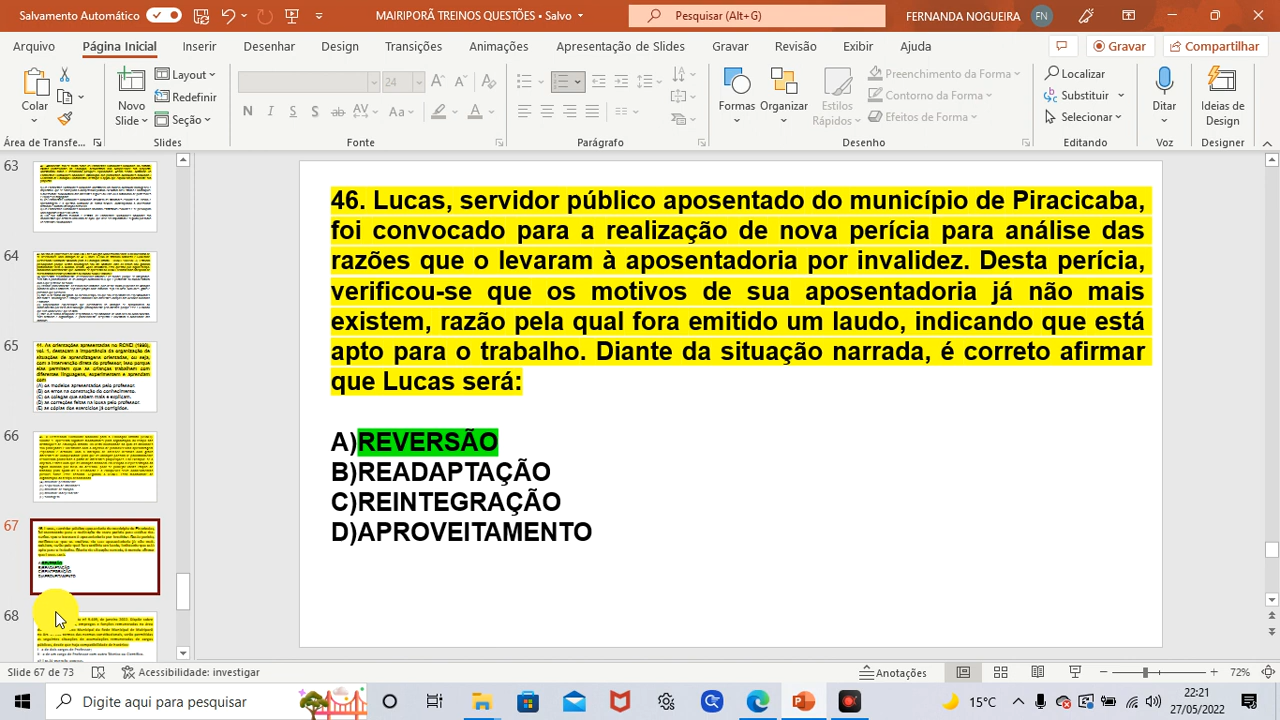 Salvamento Automático
MAIRIPORÃ TREINOS QUESTÕES • Salvo
Pesquisar (Alt+G)
FERNANDA NOGUEIRA
FN
Arquivo
Página Inicial
Inserir
Desenhar
Design
Transições
Animações
Apresentação de Slides
Gravar
Revisão
Exibir
Ajuda
Gravar
Compartilhar
Colar
Novo
Slide
Layout
Redefinir
Seção
24
N
I
S
S
ab
AV
Aa
A
Formas
Organizar
Estilos
Rápidos
Preenchimento da Forma
Contorno da Forma
Efeitos de Forma
Localizar
Substituir
Selecionar
Ditar
Ideias de
Design
Área de Transfe...
Slides
Fonte
Parágrafo
Desenho
Editando
Voz
Designer
63
64
65
66
67
68
46. Lucas, servidor público aposentado do município de Piracicaba,
foi convocado para a realização de nova perícia para análise das
razões que o levaram à aposentadoria por invalidez. Desta perícia,
verificou-se que os motivos de sua aposentadoria já não mais
existem, razão pela qual fora emitido um laudo, indicando que está
apto para o trabalho. Diante da situação narrada, é correto afirmar
que Lucas será:
A)REVERSÃO
B)READAPTAÇÃO
C)REINTEGRAÇÃO
D)APROVEITAMENTO
Slide 67 de 73
Acessibilidade: investigar
Anotações
72%
Digite aqui para pesquisar
15°C
22:21
27/05/2022